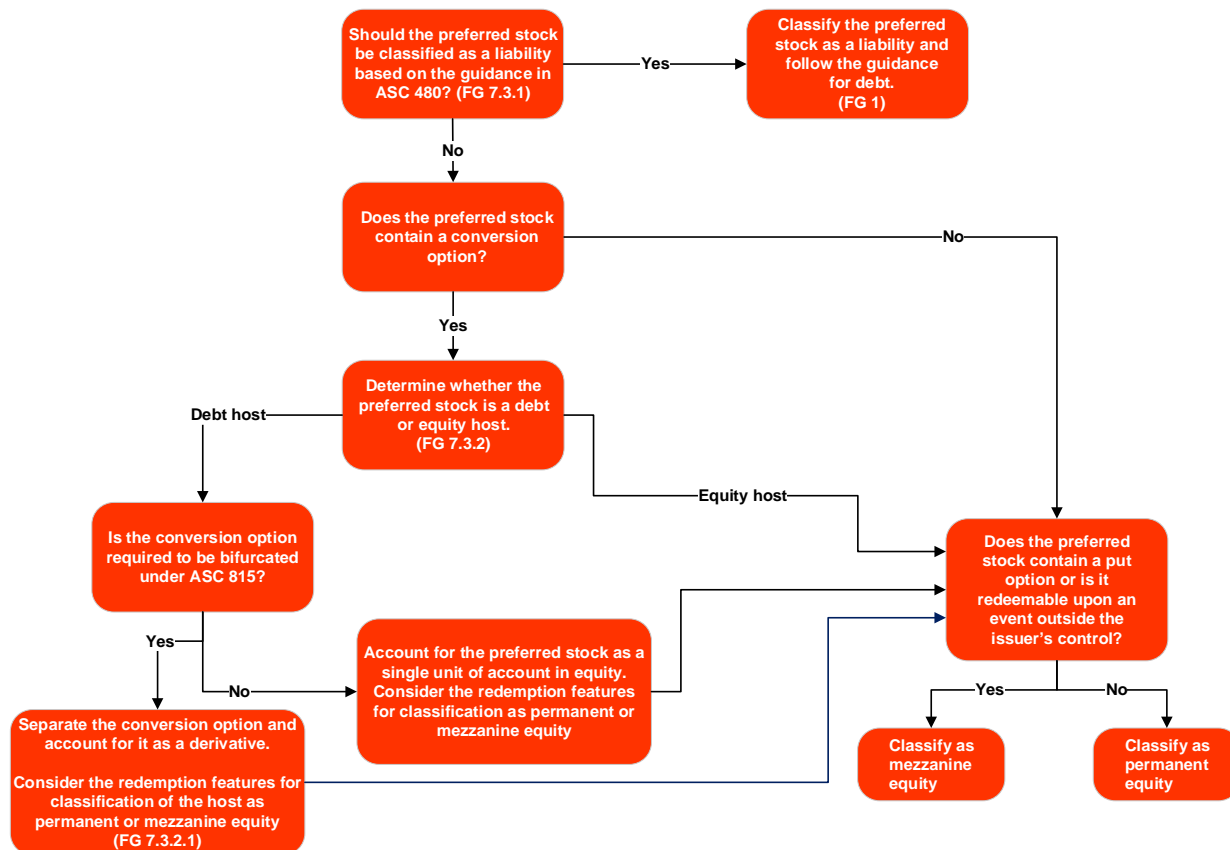 Should the preferred stock
be classified as a liability
based on the guidance in
ASC 480? (FG 7.3.1)
Yes
Classify the preferred
stock as a liability and
follow the guidance
for debt.
(FG 1)
No
Does the preferred stock
contain a conversion
option?
No
Yes
Determine whether the
preferred stock is a debt
or equity host.
(FG 7.3.2)
Debt host
Equity host
Is the conversion option
required to be bifurcated
under ASC 815?
Does the preferred
stock contain a put
option or is it
redeemable upon an
event outside the
issuer's control?
Yes
No
Account for the preferred stock as a
single unit of account in equity.
Consider the redemption features
for classification as permanent or
mezzanine equity
Separate the conversion option and
account for it as a derivative.
Consider the redemption features for
classification of the host as
permanent or mezzanine equity
(FG 7.3.2.1)
Yes
No
Classify as
mezzanine
equity
Classify as
permanent
equity